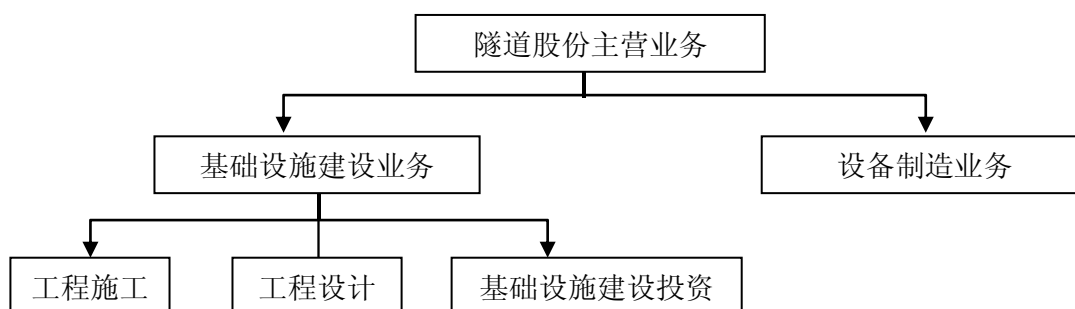 隧道股份主营业务
基础设施建设业务
设备制造业务
工程施工
工程设计
基础设施建设投资